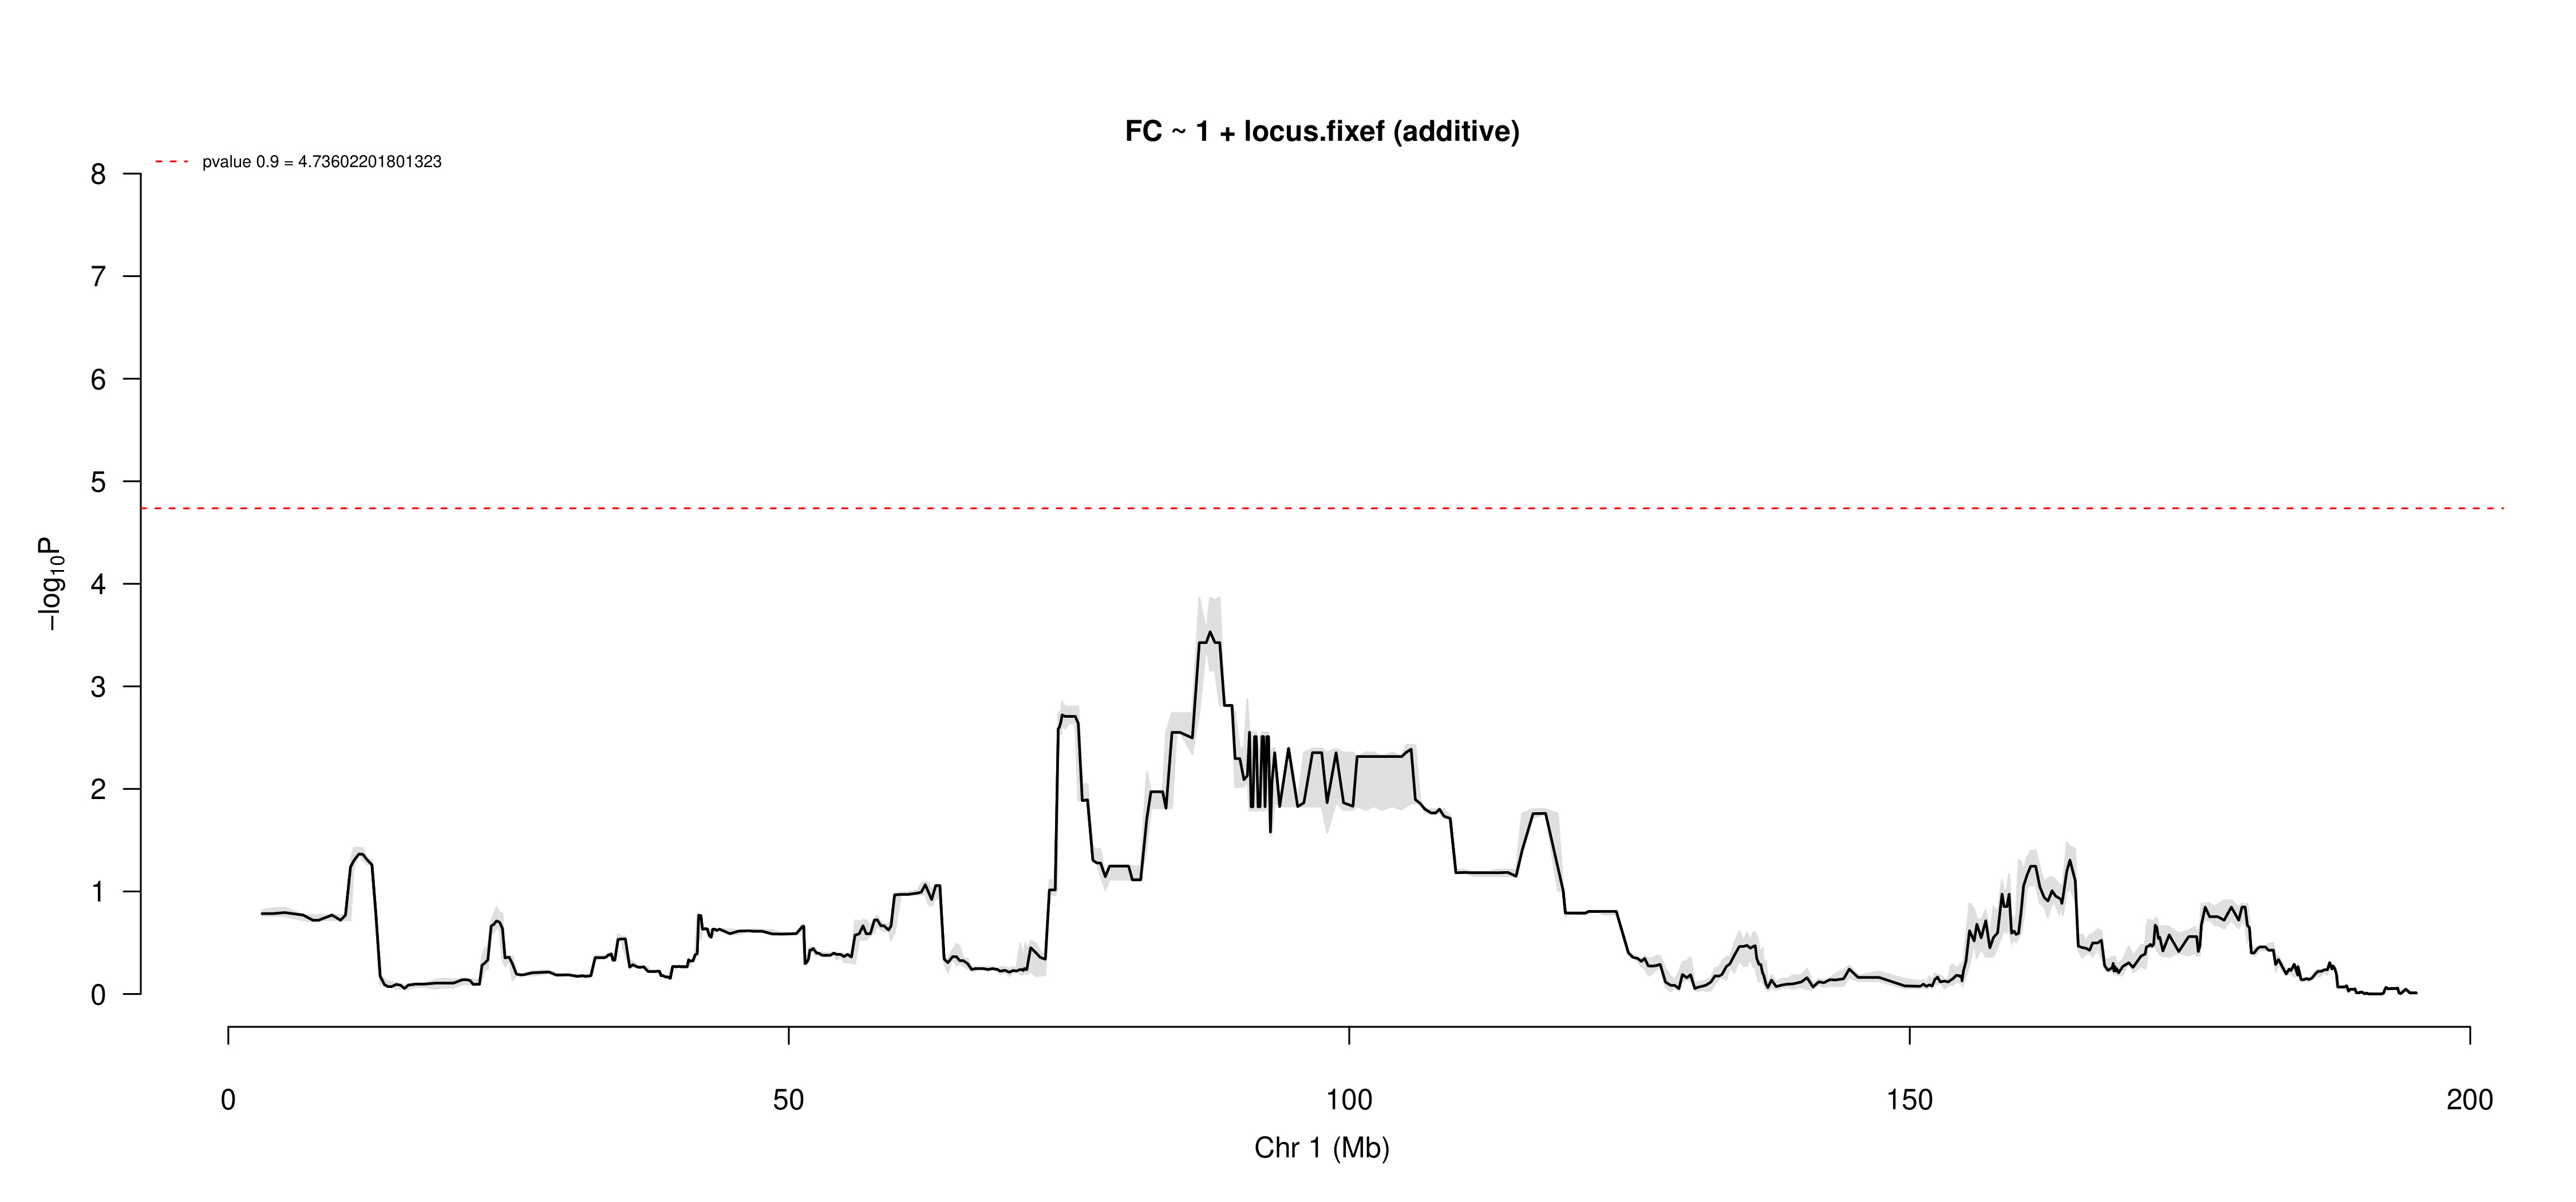 FC ~ 1 + locus.fixef (additive)
pvalue 0.9 = 4.73602201801323
8
7
6
5
4
3
2
1
0
−log10P
0 50 100 150 200
Chr 1 (Mb)